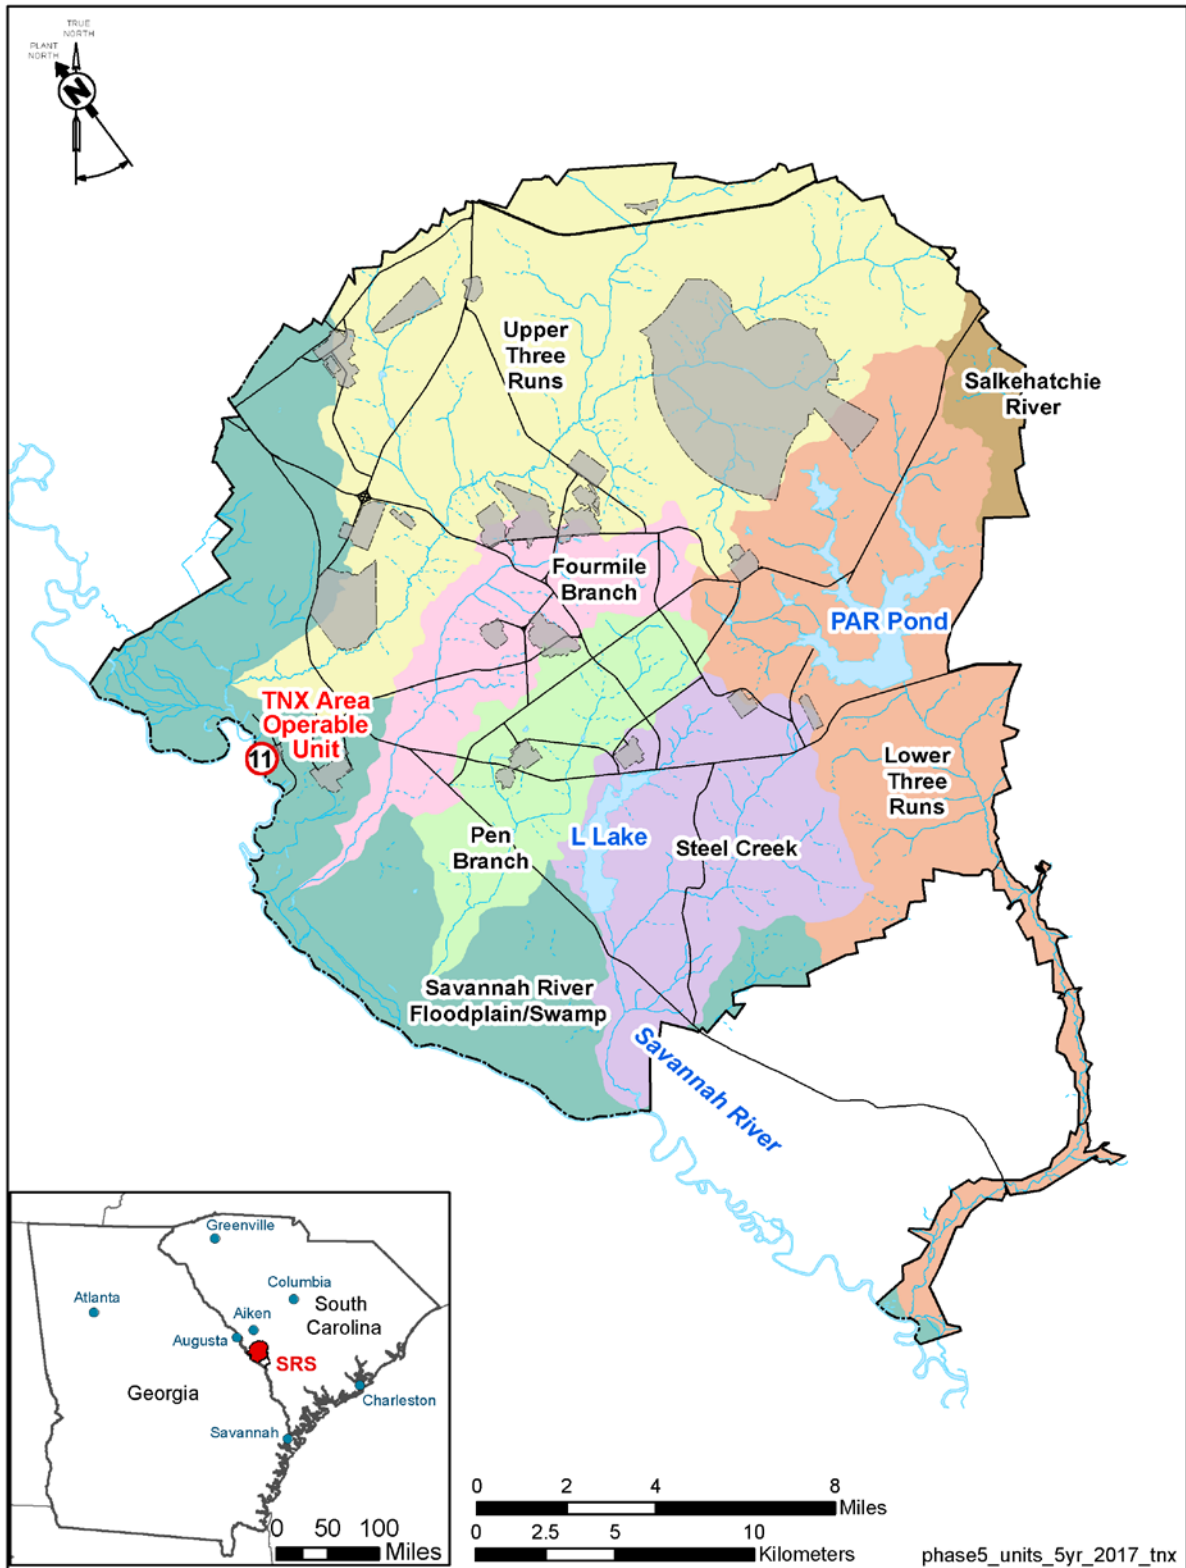 TRUE
NORTH
PLANT
NORTH
N
Upper
Three
Runs
Salkehatchie
River
Fourmile
Branch
PAR Pond
TNX Area
Operable
Unit
11
Lower
Three
Runs
Pen
Branch
L Lake
Steel Creek
Savannah River
Floodplain/Swamp
Savannah River
Greenville
Columbia
Atlanta
Aiken
South
Carolina
Augusta
SRS
Georgia
Charleston
Savannah
0 50 100
Miles
0 2 4 8
Miles
0 2.5 5 10
Kilometers
phase5_units_5yr_2017_tnx